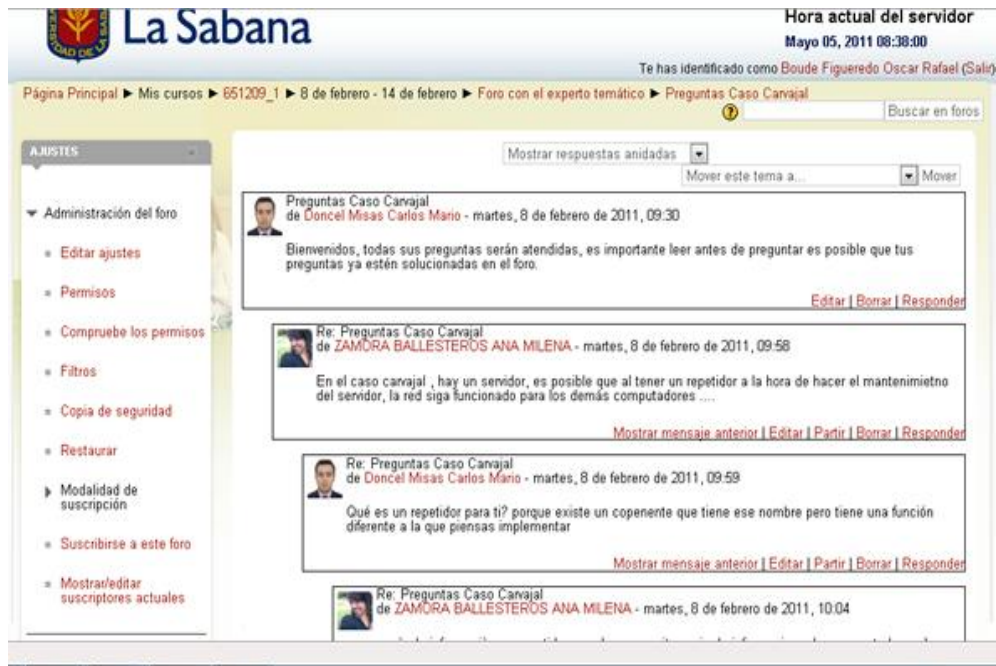 La Sabana
Hora actual del servidor
Mayo 05, 2011 08:38:00
Te has identificado como Boude Figueredo Oscar Rafael (Salir)
Página Principal ► Mis cursos ► 651209_1 ► 8 de febrero - 14 de febrero ► Foro con el experto temático ► Preguntas Caso Carvajal
Buscar en foros
AJUSTES
Administración del foro
Editar ajustes
Permisos
Compruebe los permisos
Filtros
Copia de seguridad
Restaurar
Modalidad de
suscripción
Suscribirse a este foro
Mostrar/editar
suscriptores actuales
Mostrar respuestas anidadas
Mover este tema a... Mover
Preguntas Caso Carvajal
de Doncel Misas Carlos Mario - martes, 8 de febrero de 2011, 09:30
Bienvenidos, todas sus preguntas serán atendidas, es importante leer antes de preguntar es posible que tus
preguntas ya estén solucionadas en el foro.
Editar | Borrar | Responder
Re: Preguntas Caso Carvajal
de ZAMORA BALLESTEROS ANA MILENA - martes, 8 de febrero de 2011, 09:58
En el caso carvajal , hay un servidor, es posible que al tener un repetidor a la hora de hacer el mantenimietno
del servidor, la red siga funcionado para los demás computadores ....
Mostrar mensaje anterior | Editar | Partir | Borrar | Responder
Re: Preguntas Caso Carvajal
de Doncel Misas Carlos Mario - martes, 8 de febrero de 2011, 09:59
Qué es un repetidor para ti? porque existe un copenente que tiene ese nombre pero tiene una función
diferente a la que piensas implementar
Mostrar mensaje anterior | Editar | Partir | Borrar | Responder
Re: Preguntas Caso Carvajal
de ZAMORA BALLESTEROS ANA MILENA - martes, 8 de febrero de 2011, 10:04